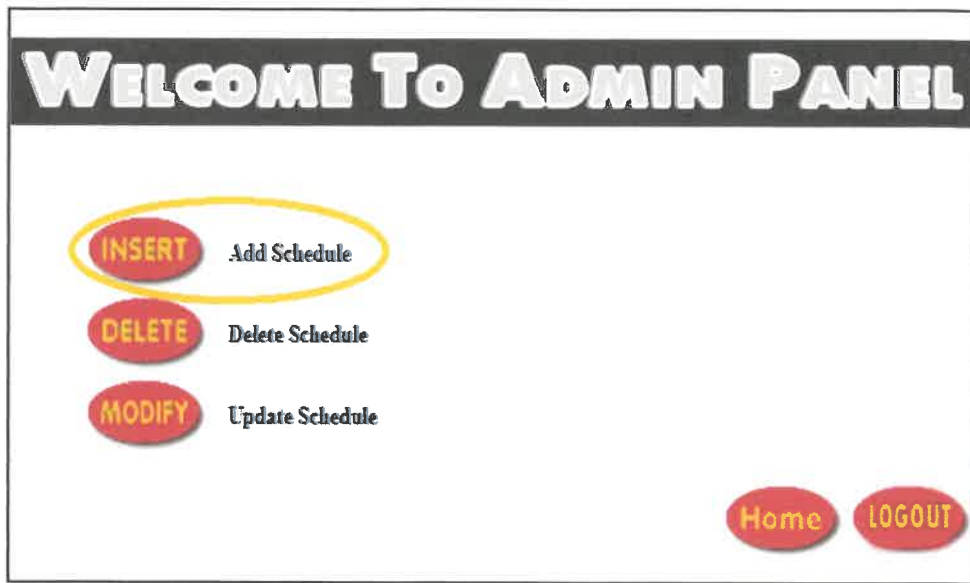 WELCOME TO ADMIN PANEL
INSERT Add Schedule
DELETE Delete Schedule
MODIFY Update Schedule
Home LOGOUT